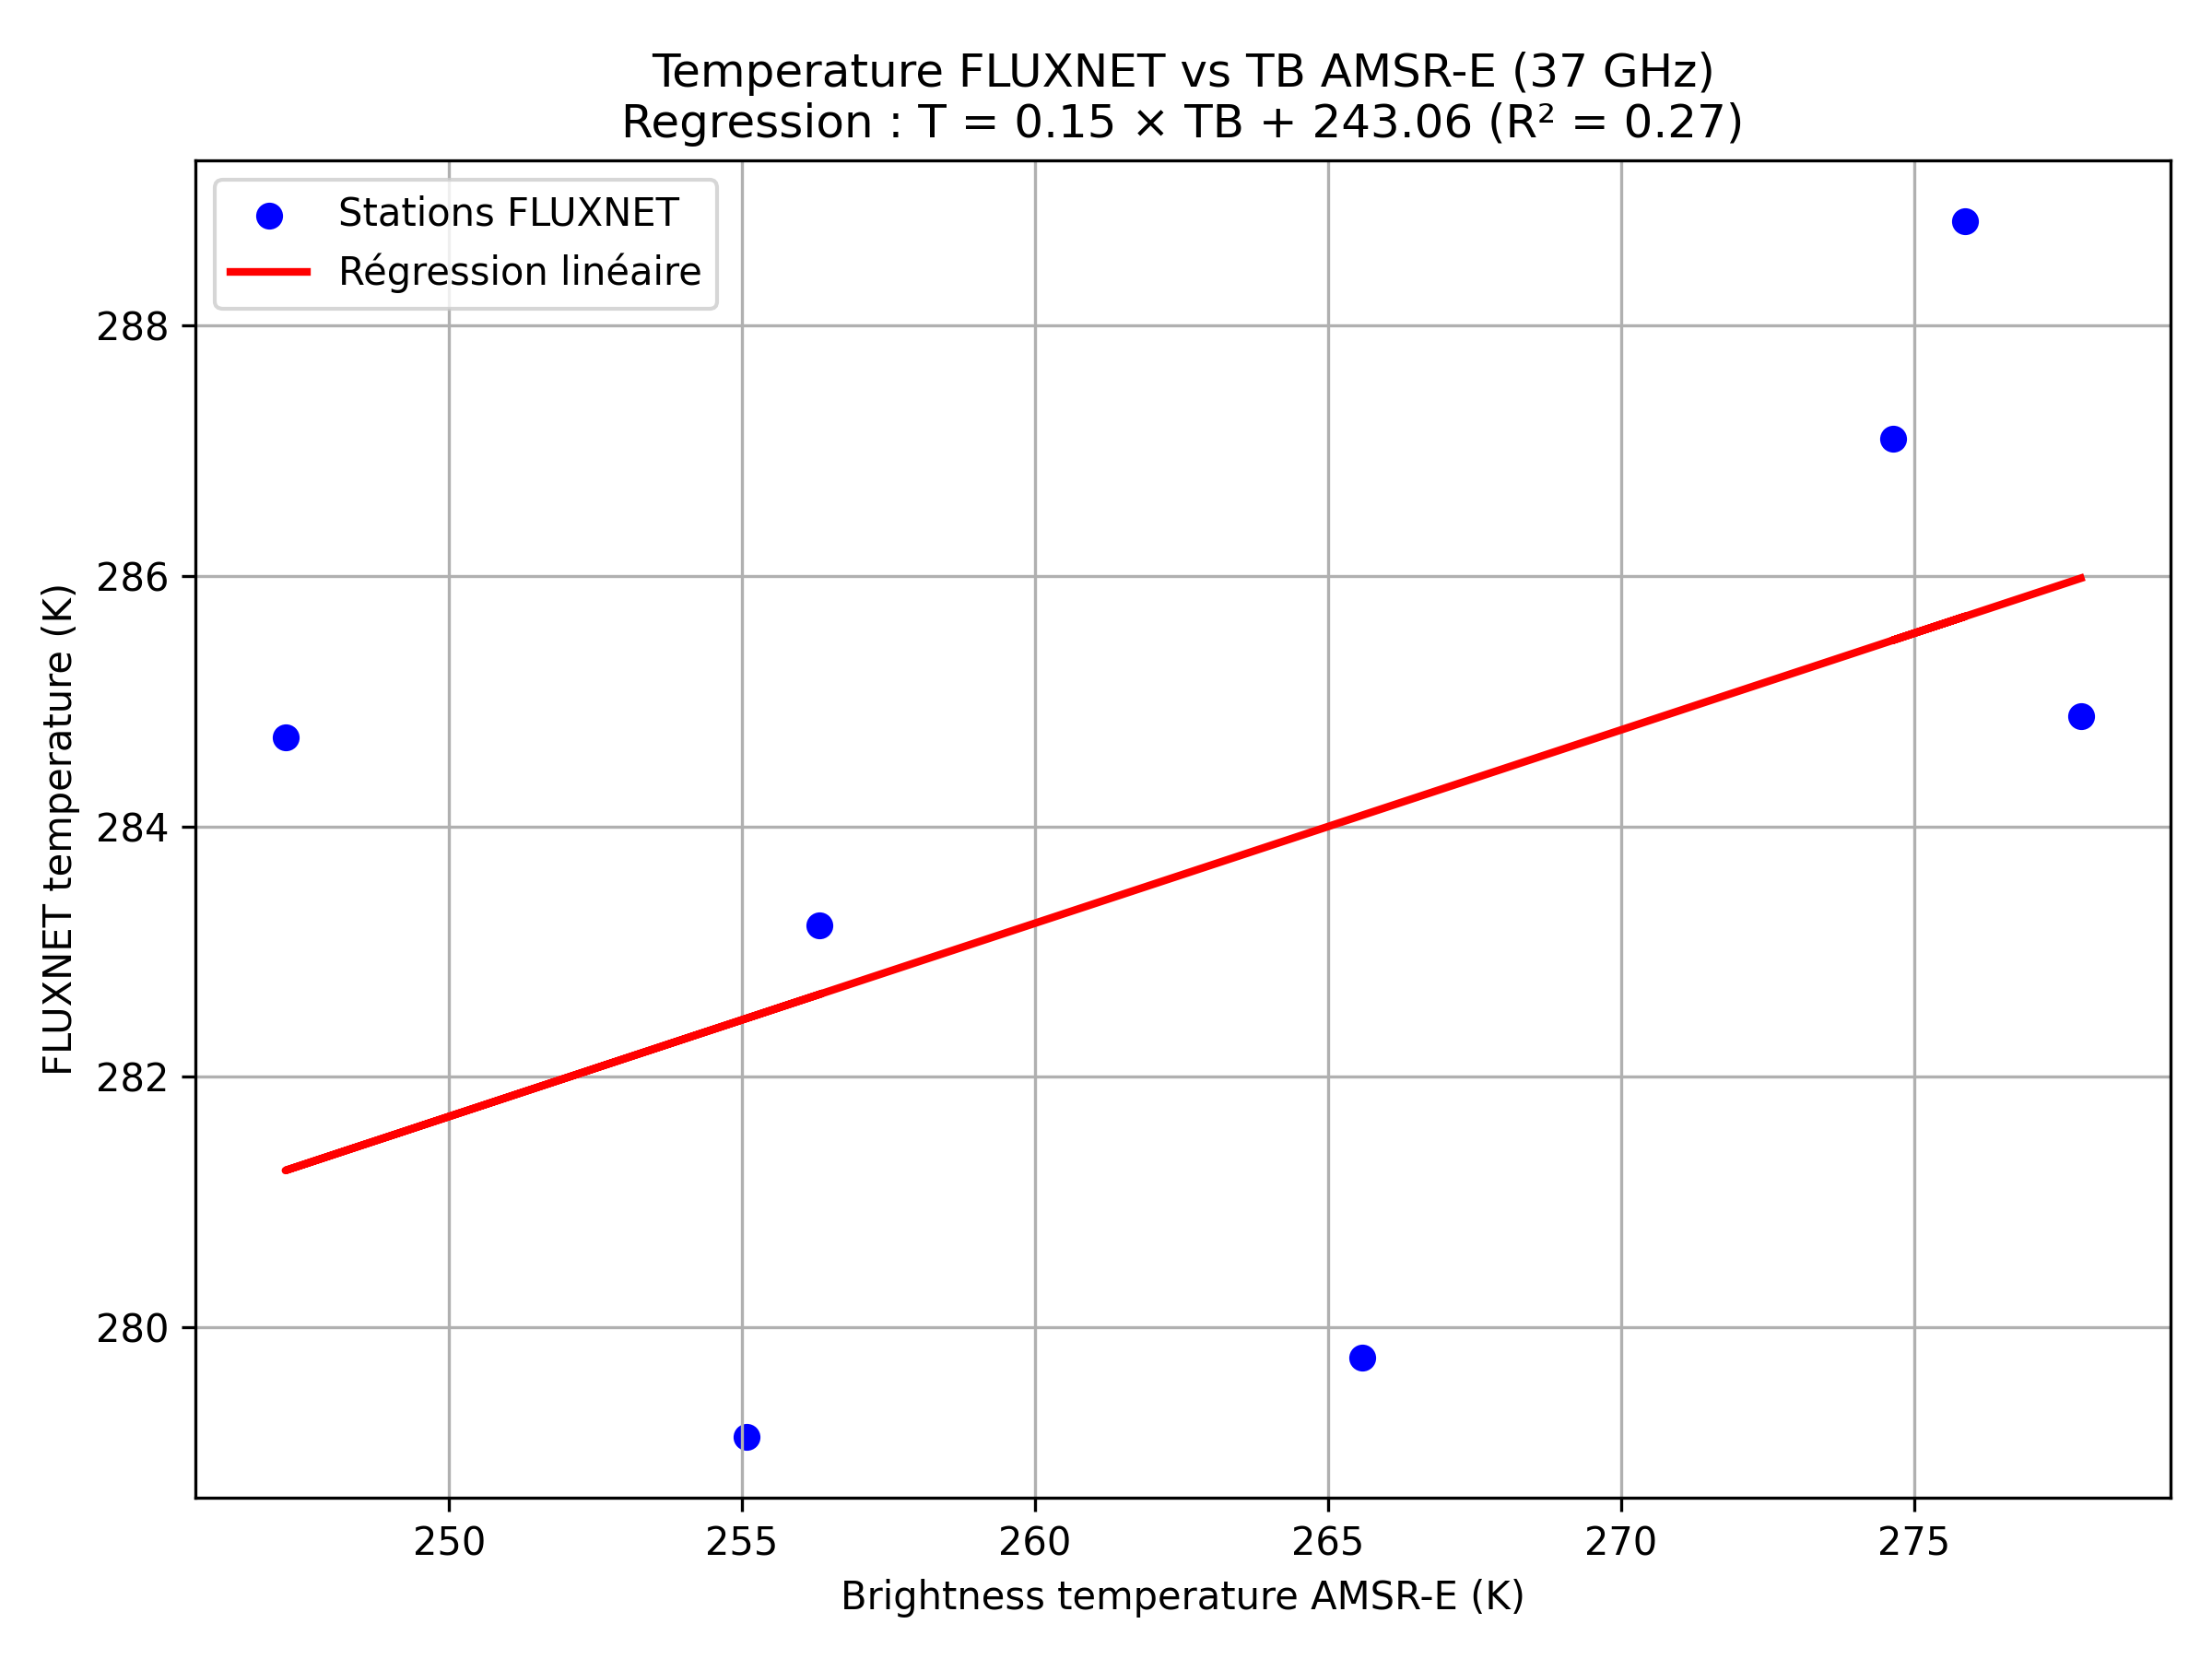 Temperature FLUXNET vs TB AMSR-E (37 GHz)
Regression : T = 0.15 × TB + 243.06 (R² = 0.27)
Stations FLUXNET
Régression linéaire
FLUXNET temperature (K)
288
286
284
282
280
250 255 260 265 270 275
Brightness temperature AMSR-E (K)